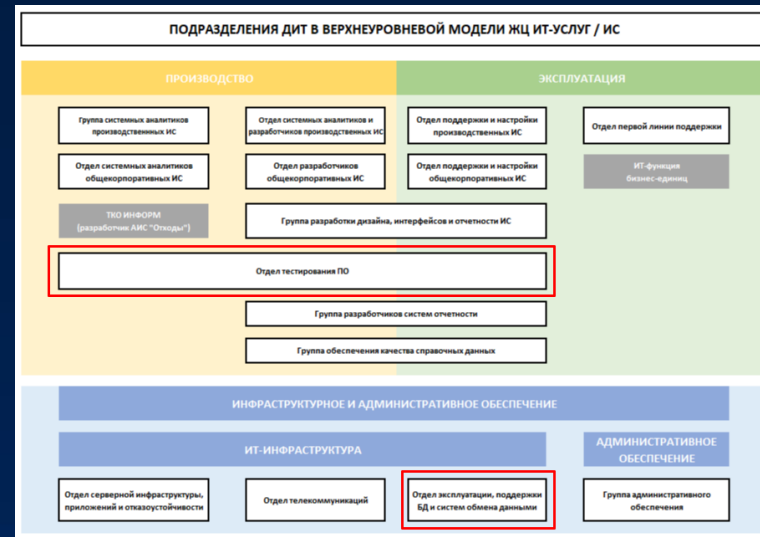 ПОДРАЗДЕЛЕНИЯ ДИТ В ВЕРХНЕУРОВНЕВОЙ МОДЕЛИ ЖЦ ИТ-УСЛУГ / ИС
ПРОИЗВОДСТВО
ЭКСПЛУАТАЦИЯ
Группа системных аналитиков
производственнных ИС
Отдел системных аналитиков и
разработчиков производственных ИС
Отдел поддержки и настройки
производственных ИС
Отдел первой линии поддержки
Отдел системных аналитиков
общекорпоративных ИС
Отдел разработчиков
общекорпоративных ИС
Отдел поддержки и настройки
общекорпоративных ИС
ИТ-функция
бизнес-единиц
ТКО ИНФОРМ
(разработчик АИС "Отходы")
Группа разработки дизайна, интерфейсов и отчетности ИС
Отдел тестирования ПО
Группа разработчиков систем отчетности
Группа обеспечения качества справочных данных
ИНФРАСТРУКТУРНОЕ И АДМИНИСТРАТИВНОЕ ОБЕСПЕЧЕНИЕ
ИТ-ИНФРАСТРУКТУРА
АДМИНИСТРАТИВНОЕ
ОБЕСПЕЧЕНИЕ
Отдел серверной инфраструктуры,
приложений и отказоустойчивости
Отдел телекоммуникаций
Отдел эксплуатации, поддержки
БД и систем обмена данными
Группа административного
обеспечения